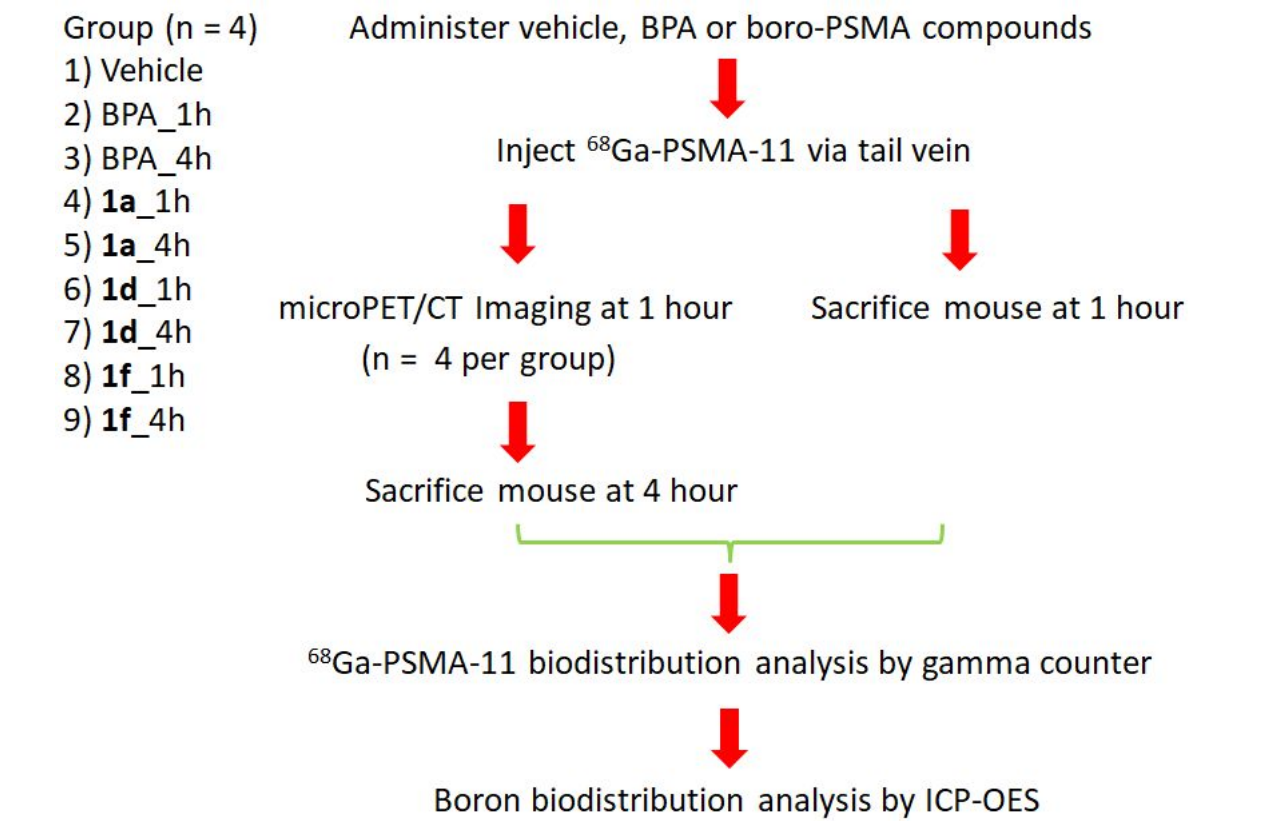 Group (n = 4)
1) Vehicle
2) BPA_1h
3) BPA_4h
4) 1a_1h
5) 1a_4h
6) 1d_1h
7) 1d_4h
8) 1f_1h
9) 1f_4h
Administer vehicle, BPA or boro-PSMA compounds
Inject ⁶⁸Ga-PSMA-11 via tail vein
microPET/CT Imaging at 1 hour
(n = 4 per group)
Sacrifice mouse at 1 hour
Sacrifice mouse at 4 hour
⁶⁸Ga-PSMA-11 biodistribution analysis by gamma counter
Boron biodistribution analysis by ICP-OES